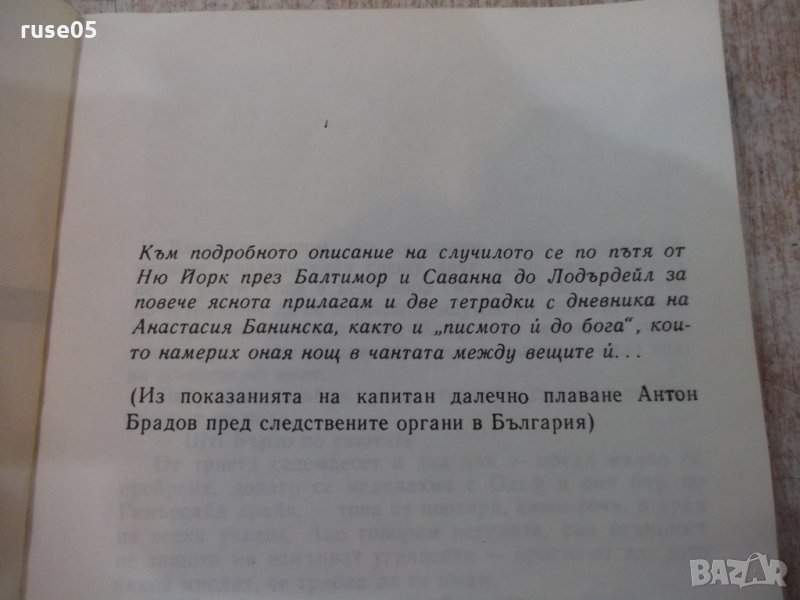 ruse05
Към подробното описание на случилото се по пътя от
Ню Йорк през Балтимор и Саванна до Лодърдейл за
повече яснота прилагам и две тетрадки с дневника на
Анастасия Банинска, както и „писмото ѝ до бога“, кои-
то намерих оная нощ в чантата между вещите ѝ...
(Из показанията на капитан далечно плаване Антон
Брадов пред следствените органи в България)
BAZAR